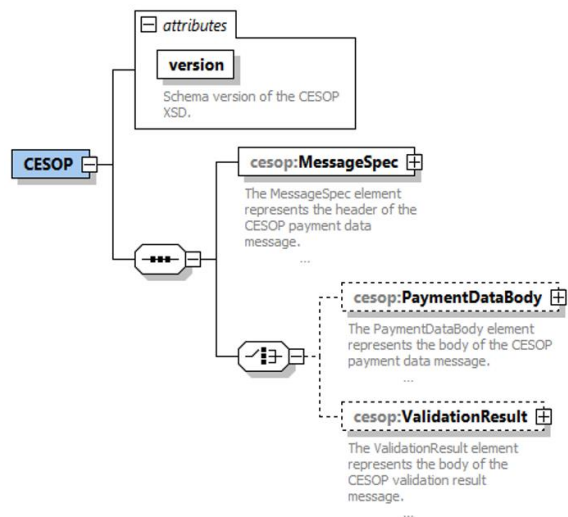 attributes
version
Schema version of the CESOP
XSD.
CESOP
cesop:MessageSpec
The MessageSpec element
represents the header of the
CESOP payment data
message.
...
cesop:PaymentDataBody
The PaymentDataBody element
represents the body of the CESOP
payment data message.
...
cesop:ValidationResult
The ValidationResult element
represents the body of the
CESOP validation result
message.
...